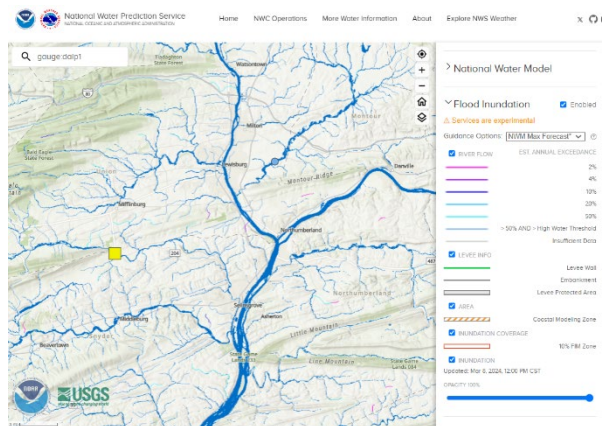 National Water Prediction Service
NATIONAL OCEANIC AND ATMOSPHERIC ADMINISTRATION
Home
NWC Operations
More Water Information
About
Explore NWS Weather
gauge:dalp1
Watsontown
Milton
Lewisburg
Mifflinburg
Danville
Montour Ridge
Northumberland
204
Selinsgrove
Middleburg
Northumberland
Snyder
Beavertown
Little Mountain
Line Mountain
State Game
Lands 084
USGS
National Water Model
Flood Inundation
Enabled
Services are experimental
Guidance Options:
NWM Max Forecast*
RIVER FLOW
EST. ANNUAL EXCEEDANCE
2%
4%
10%
20%
50%
> 50% AND > High Water Threshold
Insufficient Data
LEVEE INFO
Levee Wall
Embankment
Levee Protected Area
AREA
Coastal Modeling Zone
INUNDATION COVERAGE
10% FIM Zone
INUNDATION
Updated: Mar 6, 2024, 12:00 PM CST
OPACITY 100%